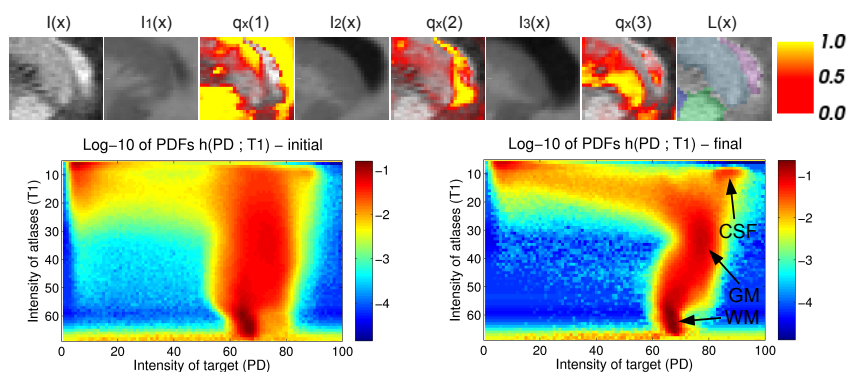 I(x) I1(x) qx(1) I2(x) qx(2) I3(x) qx(3) L(x)
1.0
0.5
0.0
Log-10 of PDFs h(PD ; T1) - initial
Intensity of atlases (T1)
10
20
30
40
50
60
0 20 40 60 80 100
Intensity of target (PD)
-1
-2
-3
-4
Log-10 of PDFs h(PD ; T1) - final
Intensity of atlases (T1)
10
20
30
40
50
60
0 20 40 60 80 100
Intensity of target (PD)
CSF
GM
WM
-1
-2
-3
-4